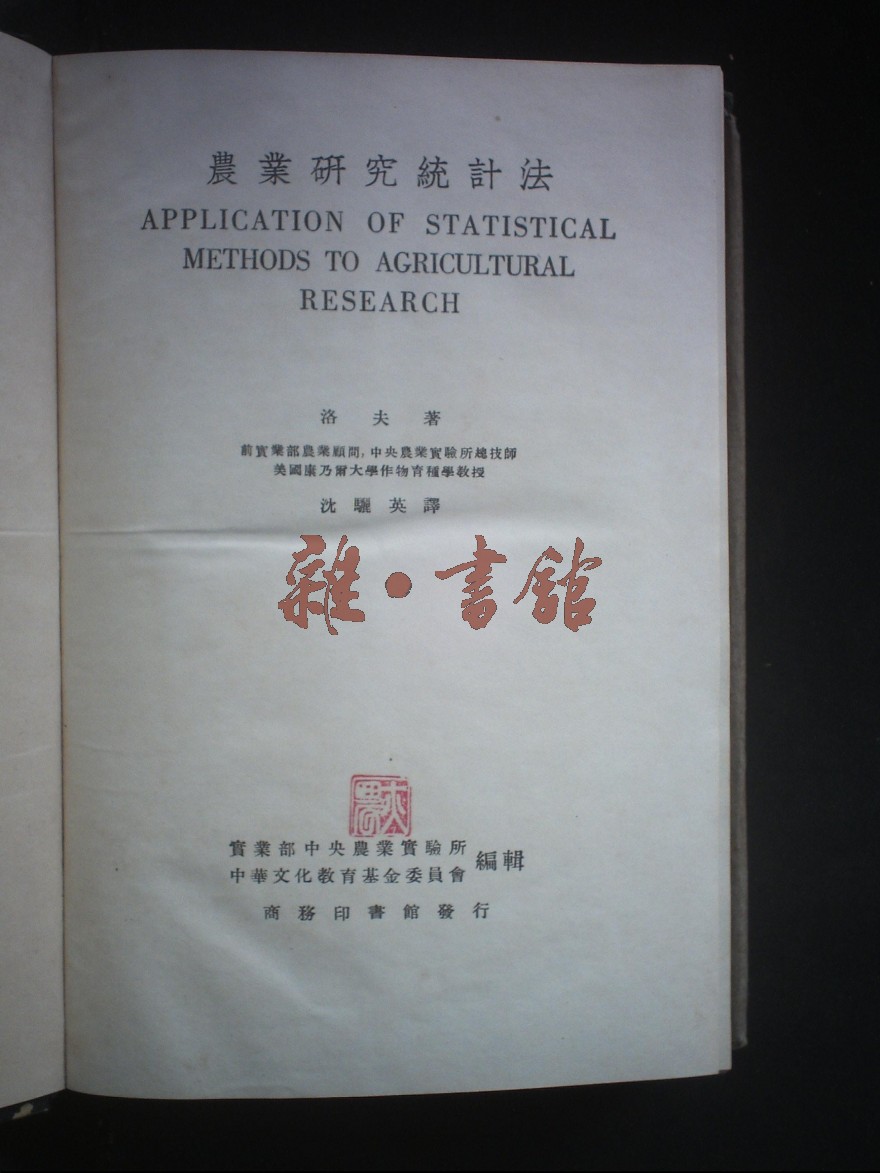 農業研究統計法
APPLICATION OF STATISTICAL
METHODS TO AGRICULTURAL
RESEARCH
洛夫著
前實業部農業顧問，中央農業實驗所總技師
美國康乃爾大學作物育種學教授
沈驪英譯
雜·書館
實業部中央農業實驗所
中華文化教育基金委員會
編輯
商務印書館發行